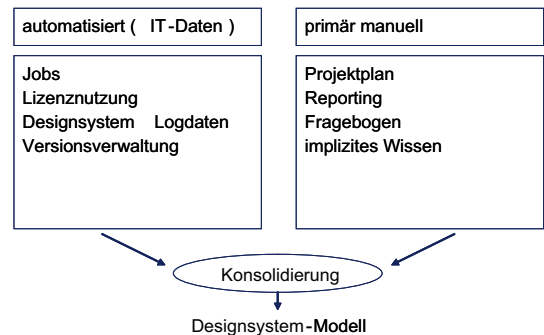 automatisiert ( IT-Daten )
Jobs
Lizenznutzung
Designsystem Logdaten
Versionsverwaltung
primär manuell
Projektplan
Reporting
Fragebogen
implizites Wissen
Konsolidierung
Designsystem-Modell